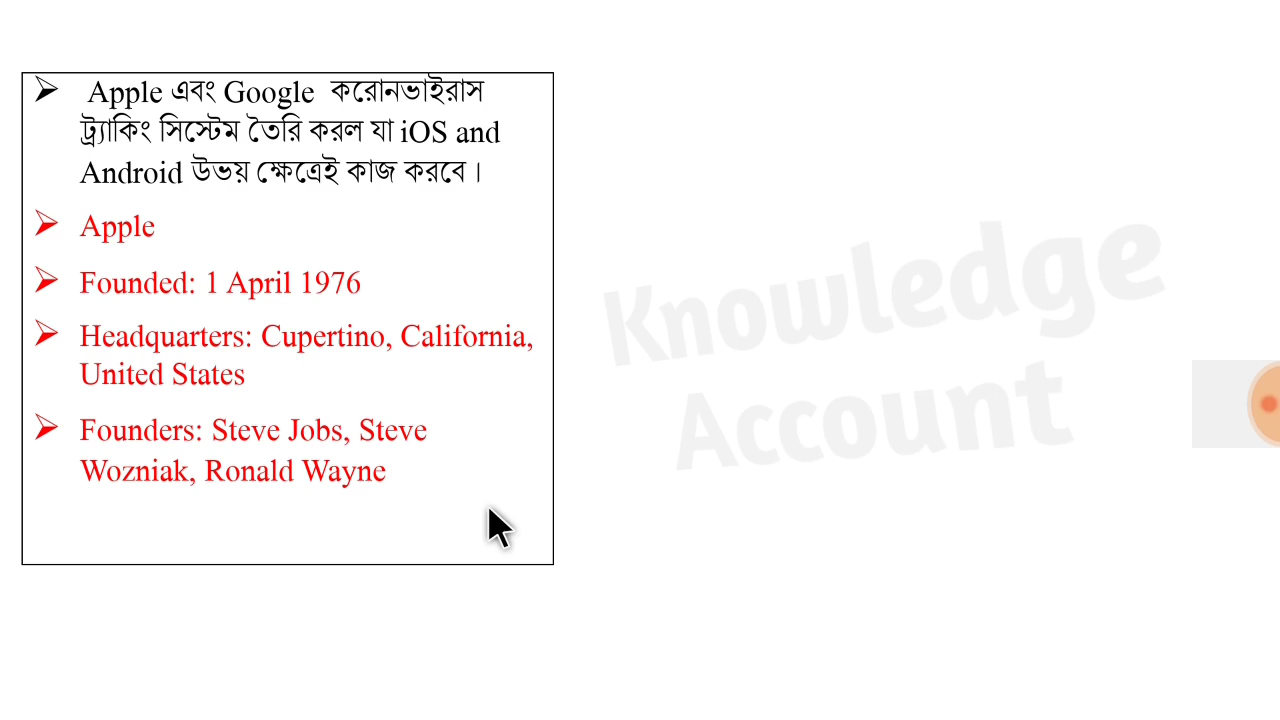 Apple এবং Google করোনভাইরাস
ট্র্যাকিং সিস্টেম তৈরি করল যা iOS and
Android উভয় ক্ষেত্রেই কাজ করবে।
Apple
Founded: 1 April 1976
Headquarters: Cupertino, California,
United States
Founders: Steve Jobs, Steve
Wozniak, Ronald Wayne
Knowledge
Account